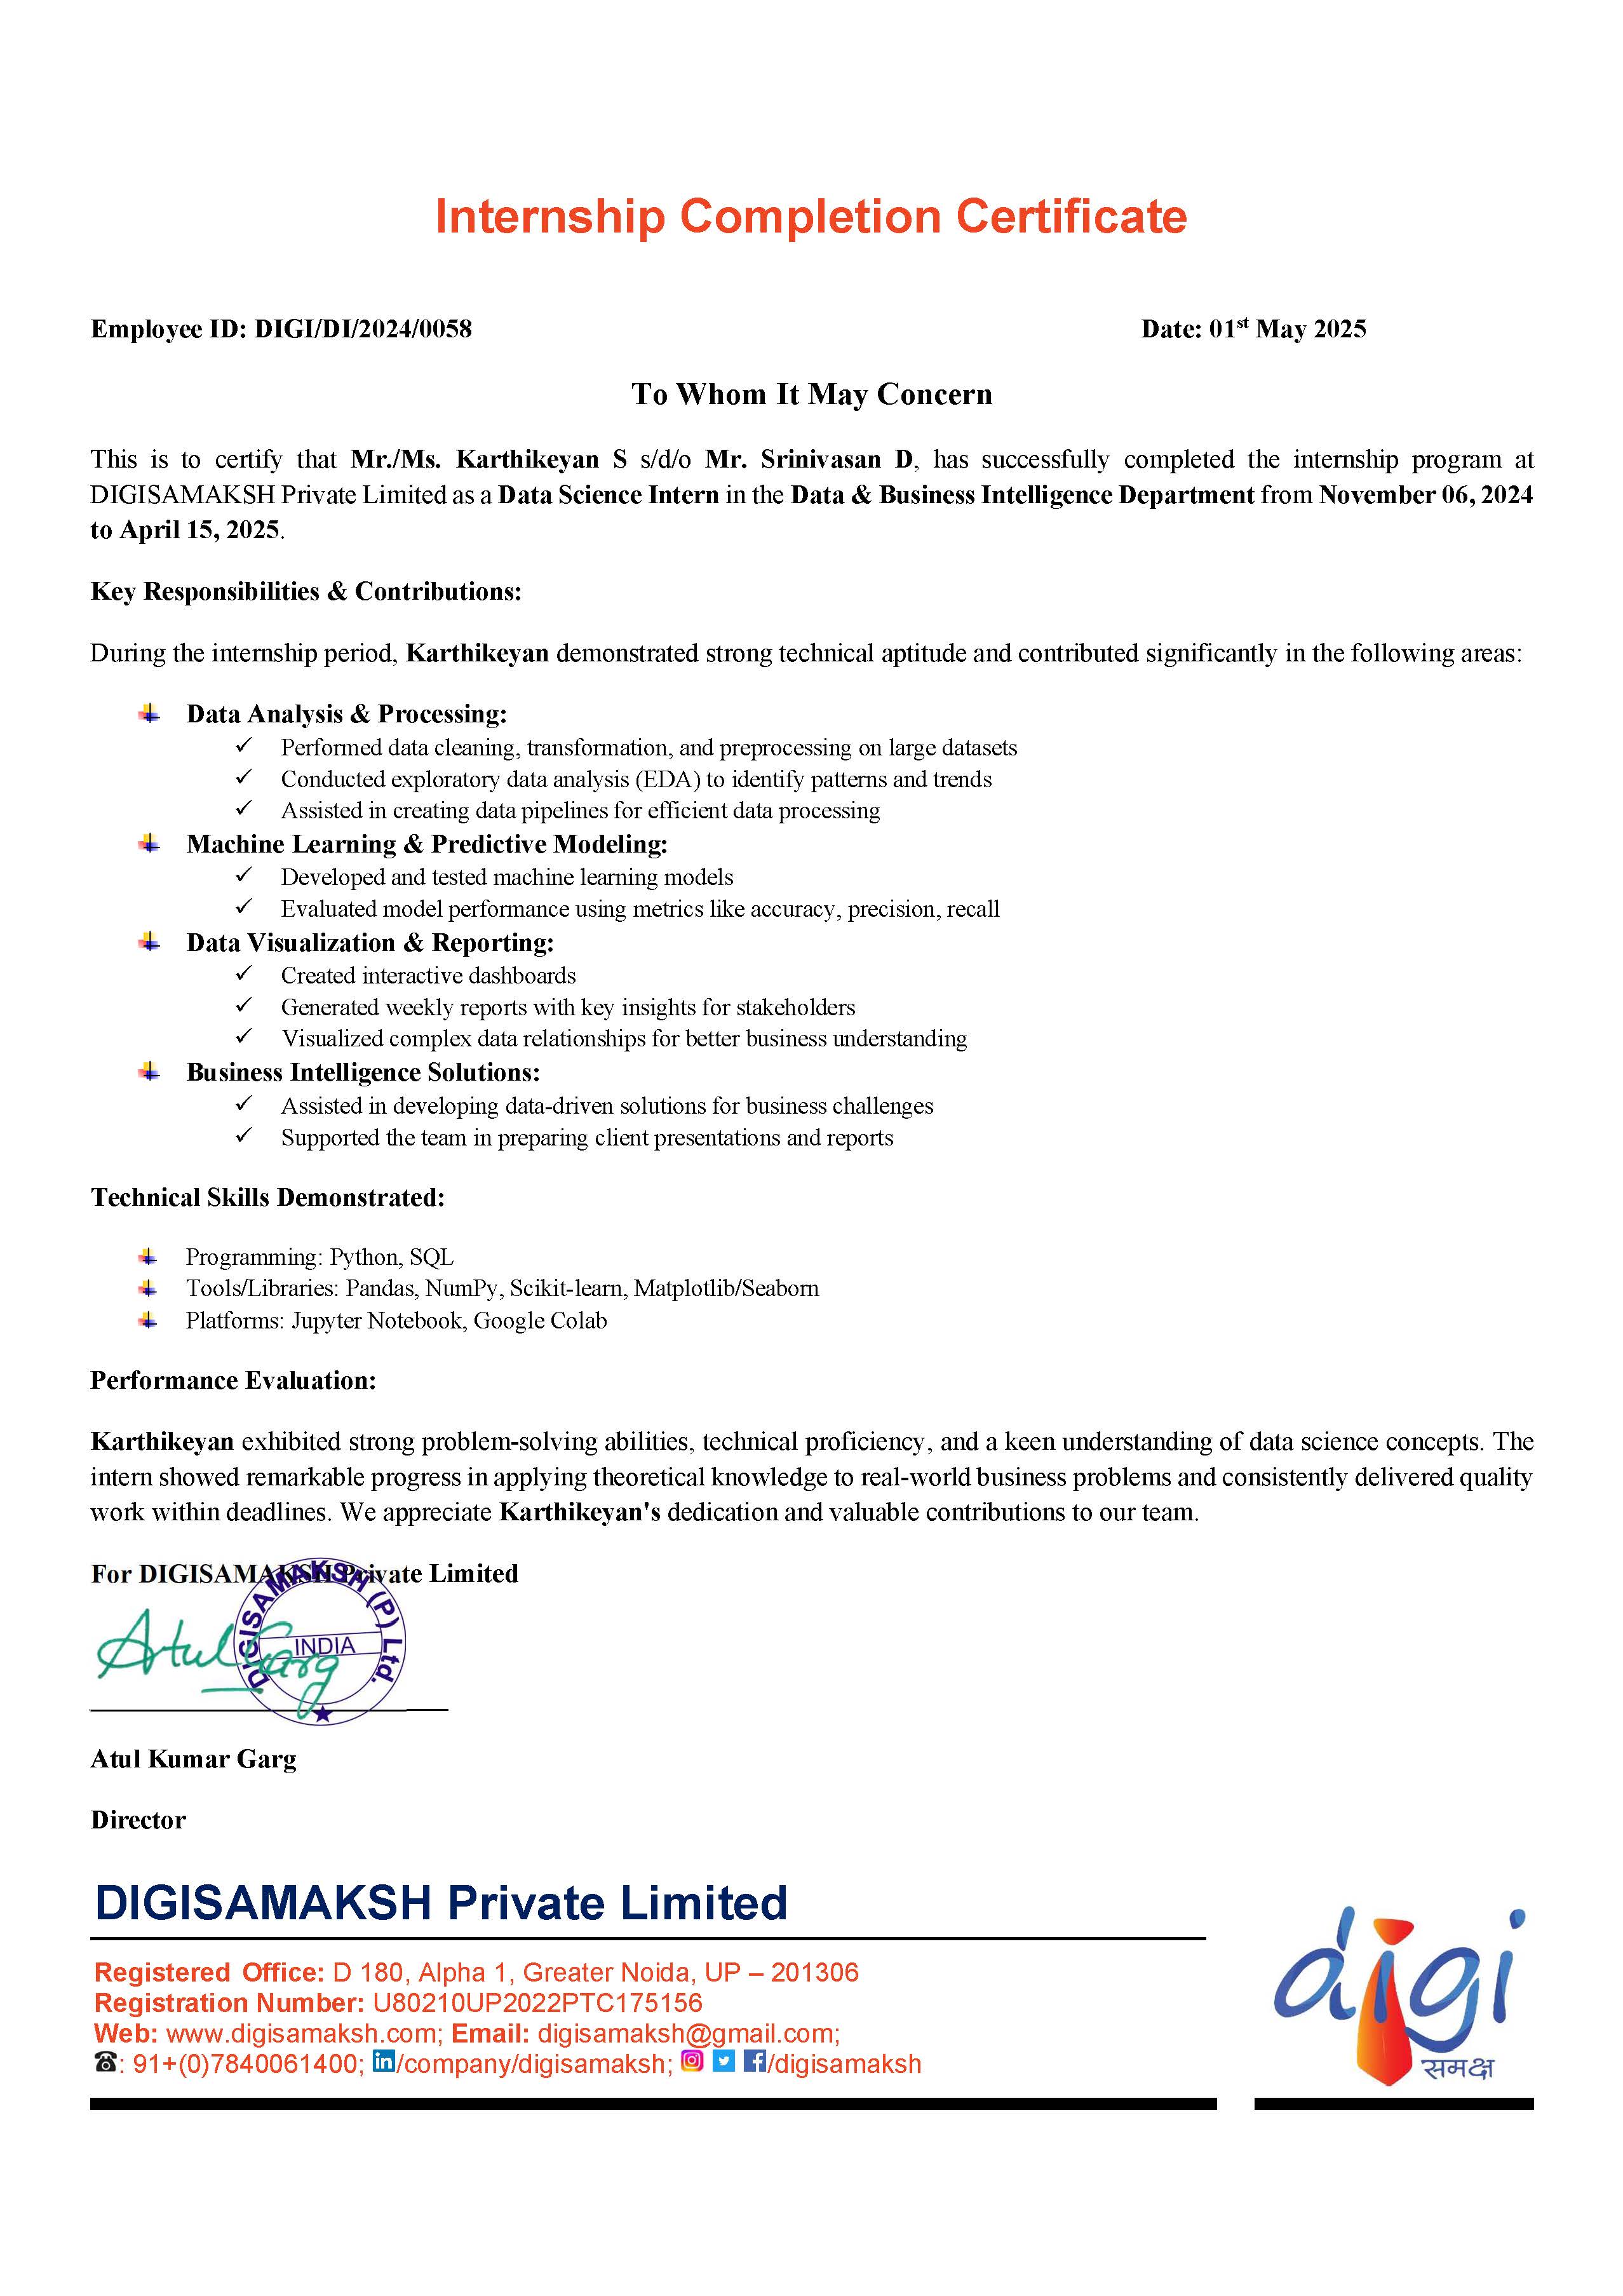 Internship Completion Certificate
Employee ID: DIGI/DI/2024/0058 Date: 01st May 2025
To Whom It May Concern
This is to certify that Mr./Ms. Karthikeyan S s/d/o Mr. Srinivasan D, has successfully completed the internship program at
DIGISAMAKSH Private Limited as a Data Science Intern in the Data & Business Intelligence Department from November 06, 2024
to April 15, 2025.
Key Responsibilities & Contributions:
During the internship period, Karthikeyan demonstrated strong technical aptitude and contributed significantly in the following areas:
Data Analysis & Processing:
✓ Performed data cleaning, transformation, and preprocessing on large datasets
✓ Conducted exploratory data analysis (EDA) to identify patterns and trends
✓ Assisted in creating data pipelines for efficient data processing
Machine Learning & Predictive Modeling:
✓ Developed and tested machine learning models
✓ Evaluated model performance using metrics like accuracy, precision, recall
Data Visualization & Reporting:
✓ Created interactive dashboards
✓ Generated weekly reports with key insights for stakeholders
✓ Visualized complex data relationships for better business understanding
Business Intelligence Solutions:
✓ Assisted in developing data-driven solutions for business challenges
✓ Supported the team in preparing client presentations and reports
Technical Skills Demonstrated:
Programming: Python, SQL
Tools/Libraries: Pandas, NumPy, Scikit-learn, Matplotlib/Seaborn
Platforms: Jupyter Notebook, Google Colab
Performance Evaluation:
Karthikeyan exhibited strong problem-solving abilities, technical proficiency, and a keen understanding of data science concepts. The
intern showed remarkable progress in applying theoretical knowledge to real-world business problems and consistently delivered quality
work within deadlines. We appreciate Karthikeyan's dedication and valuable contributions to our team.
For DIGISAMAKSH Private Limited
DIGISAMAKSH (P) Ltd.
INDIA
Atul Garg
Atul Kumar Garg
Director
DIGISAMAKSH Private Limited
Registered Office: D 180, Alpha 1, Greater Noida, UP – 201306
Registration Number: U80210UP2022PTC175156
Web: www.digisamaksh.com; Email: digisamaksh@gmail.com;
☎: 91+(0)7840061400; in/company/digisamaksh; /digisamaksh
digi
समक्ष